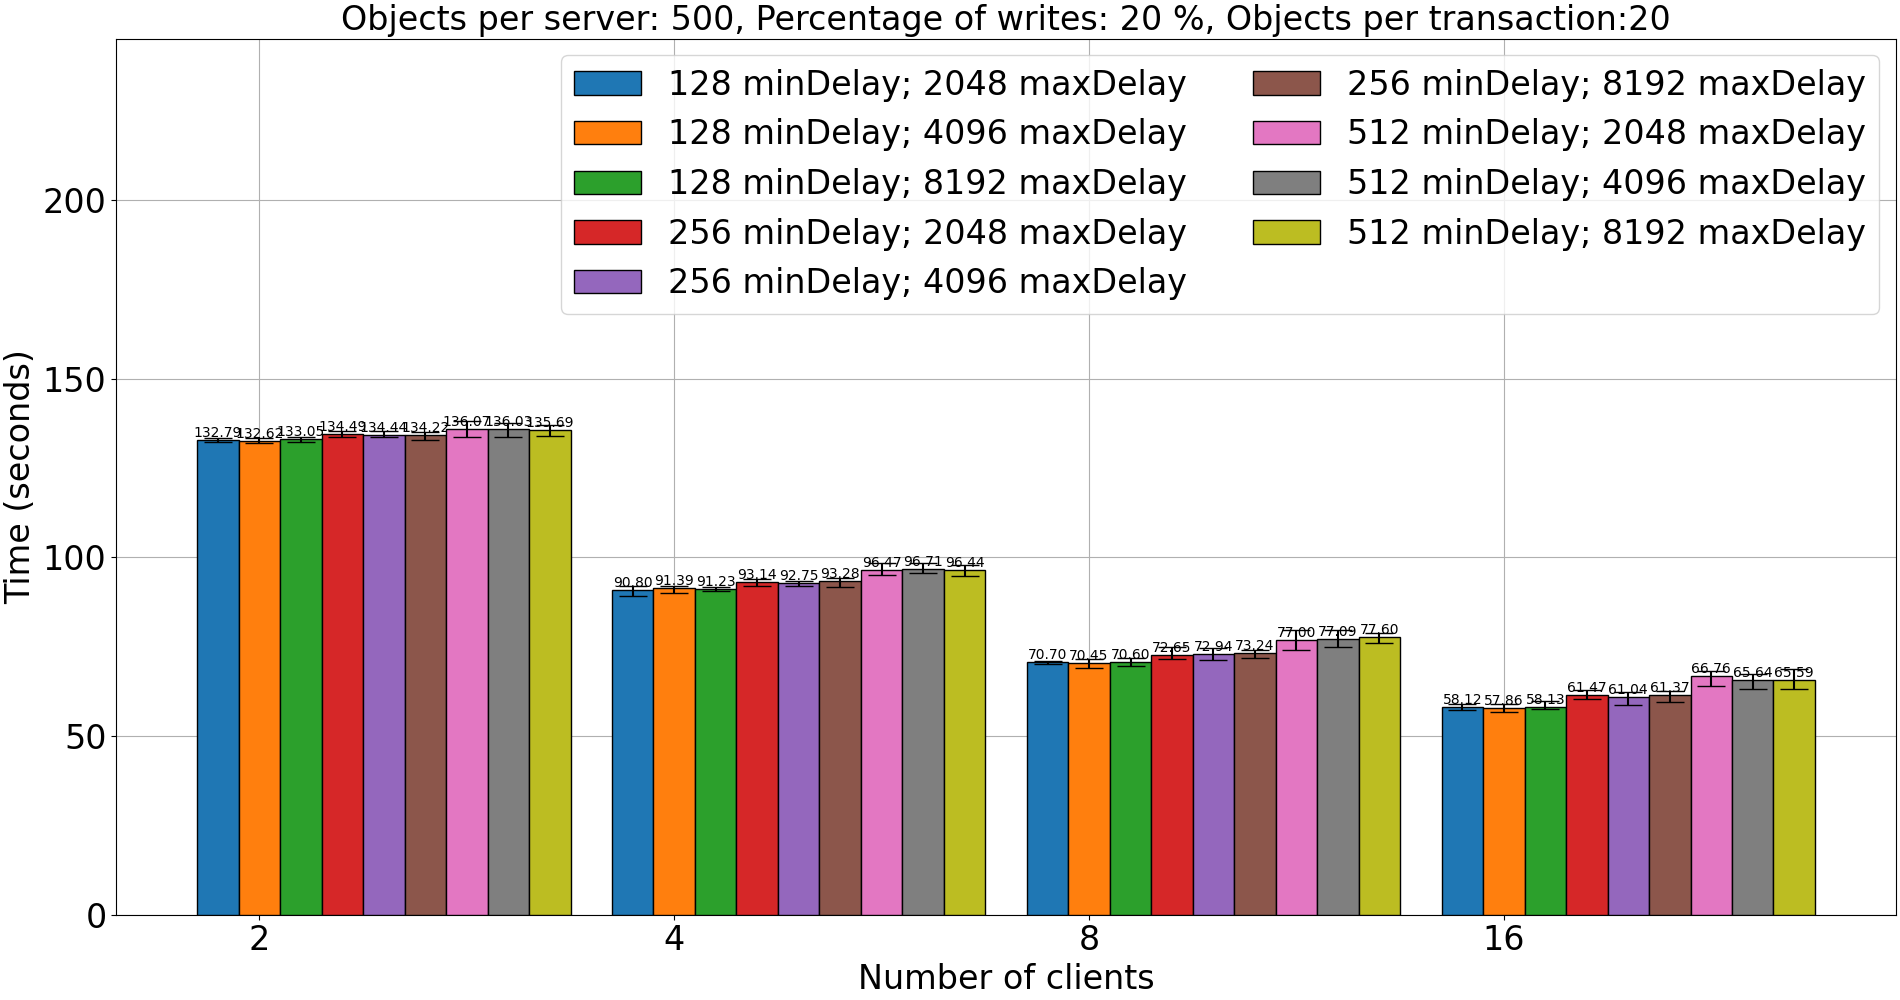 Objects per server: 500, Percentage of writes: 20 %, Objects per transaction:20
128 minDelay; 2048 maxDelay
128 minDelay; 4096 maxDelay
128 minDelay; 8192 maxDelay
256 minDelay; 2048 maxDelay
256 minDelay; 4096 maxDelay
256 minDelay; 8192 maxDelay
512 minDelay; 2048 maxDelay
512 minDelay; 4096 maxDelay
512 minDelay; 8192 maxDelay
Time (seconds)
200
150
100
50
0
132.79 132.62 133.05 134.49 134.44 134.22 136.07 136.03 135.69
90.80 91.39 91.23 93.14 92.75 93.28 96.47 96.71 96.44
70.70 70.45 70.60 72.65 72.94 73.24 77.00 77.09 77.60
58.12 57.86 58.13 61.47 61.04 61.37 66.76 65.64 65.59
2 4 8 16
Number of clients